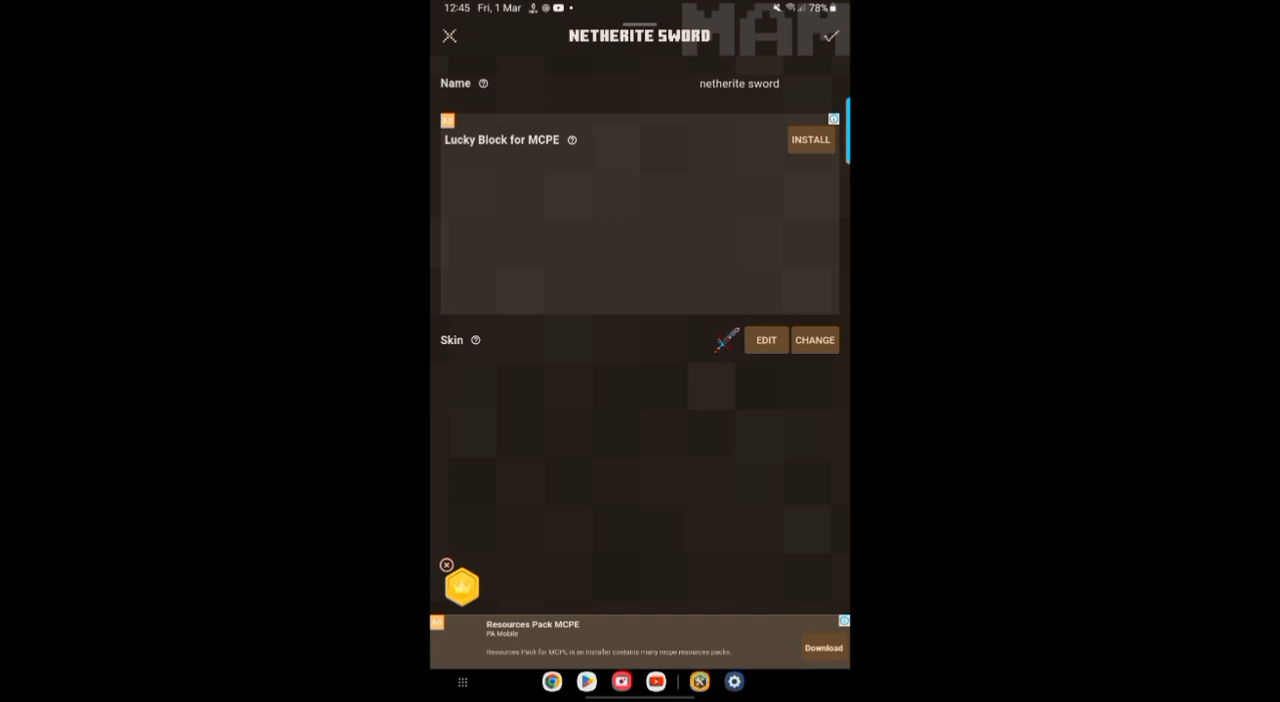 12:45 Fri, 1 Mar 78%
MAM
NETHERITE SWORD
Name netherite sword
Ad
Lucky Block for MCPE INSTALL
Skin EDIT CHANGE
Ad
Resources Pack MCPE
PA Mobile
Resources Pack for MCPE is an installer contains many mcpe resources packs.
Download